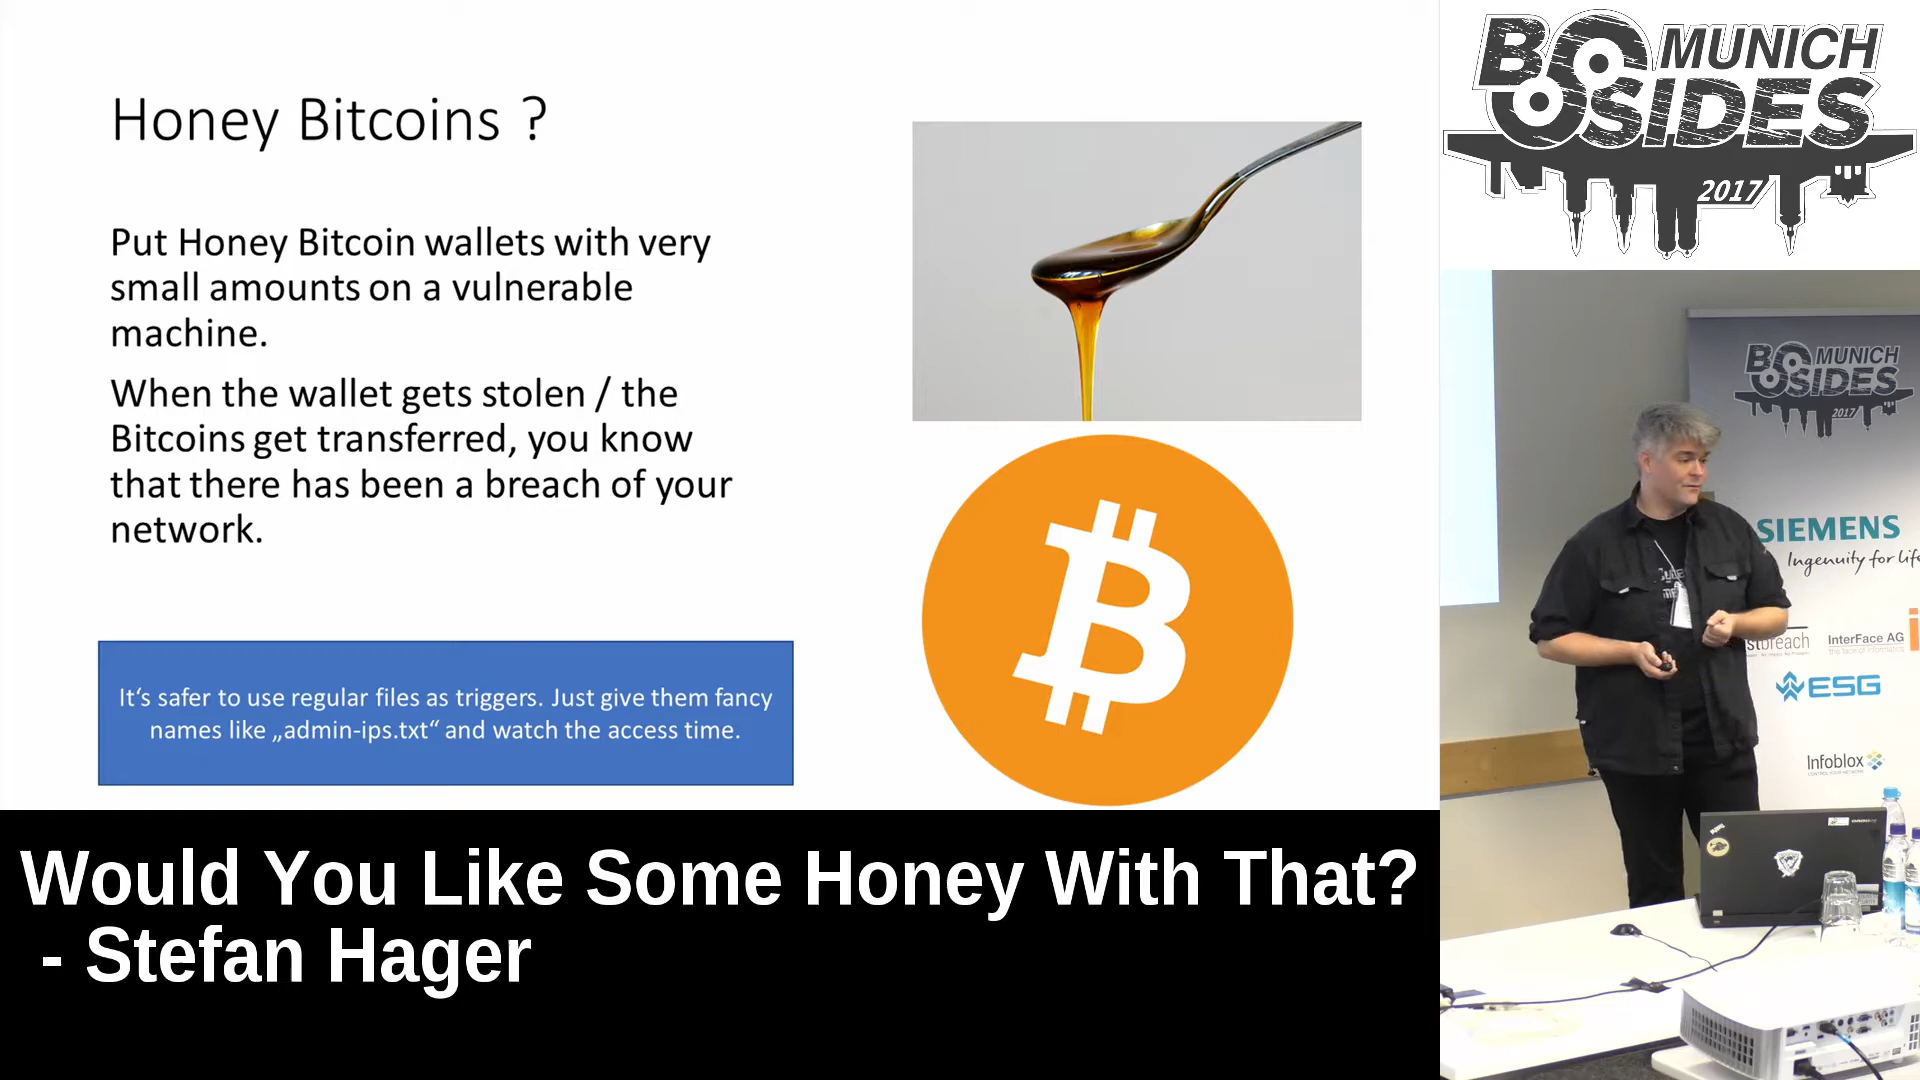 Honey Bitcoins ?
Put Honey Bitcoin wallets with very
small amounts on a vulnerable
machine.
When the wallet gets stolen / the
Bitcoins get transferred, you know
that there has been a breach of your
network.
It‘s safer to use regular files as triggers. Just give them fancy
names like „admin-ips.txt“ and watch the access time.
Would You Like Some Honey With That?
- Stefan Hager
BSIDES MUNICH
2017
BSIDES MUNICH
2017
SIEMENS
Ingenuity for life
InterFace AG
ESG
Infoblox